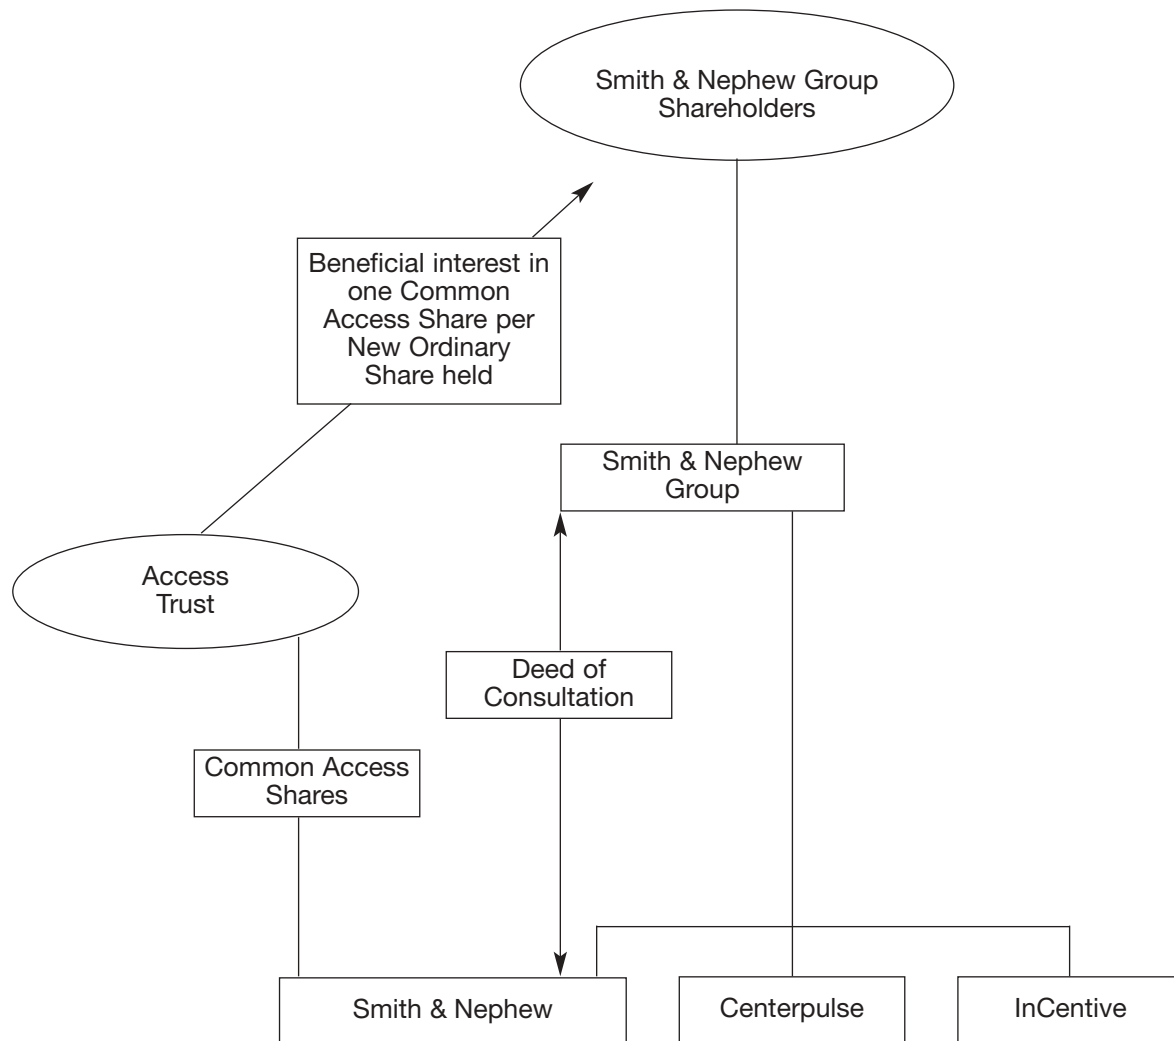 Smith & Nephew Group
Shareholders
Beneficial interest in
one Common
Access Share per
New Ordinary
Share held
Smith & Nephew
Group
Access
Trust
Deed of
Consultation
Common Access
Shares
Smith & Nephew
Centerpulse
InCentive